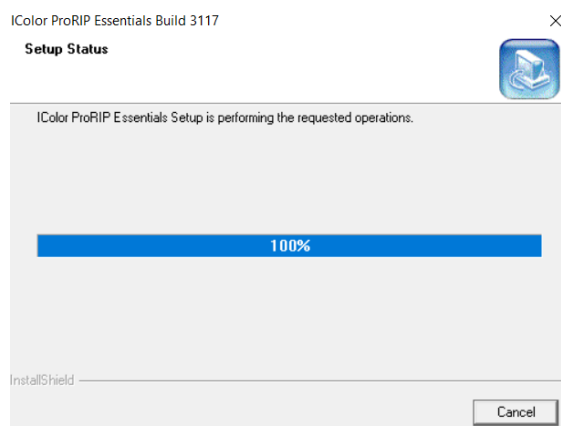 IColor ProRIP Essentials Build 3117
Setup Status
IColor ProRIP Essentials Setup is performing the requested operations.
100%
InstallShield
Cancel